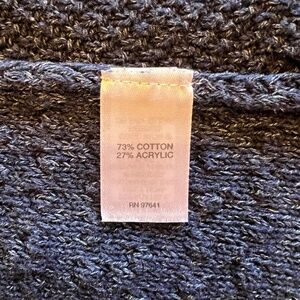 73% COTTON
27% ACRYLIC
RN 97641